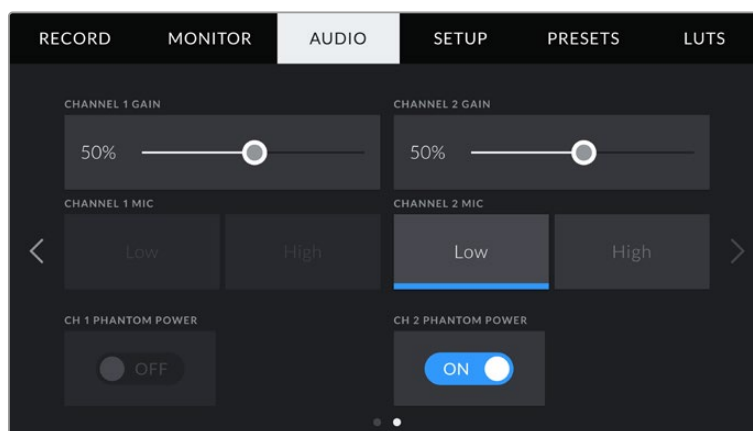 RECORD MONITOR AUDIO SETUP PRESETS LUTS
CHANNEL 1 GAIN CHANNEL 2 GAIN
50% 50%
CHANNEL 1 MIC CHANNEL 2 MIC
Low High Low High
CH 1 PHANTOM POWER CH 2 PHANTOM POWER
OFF ON